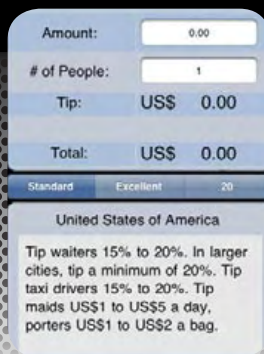 Amount: 0.00
# of People: 1
Tip: US$ 0.00
Total: US$ 0.00
Standard Excellent 20
United States of America
Tip waiters 15% to 20%. In larger
cities, tip a minimum of 20%. Tip
taxi drivers 15% to 20%. Tip
maids US$1 to US$5 a day,
porters US$1 to US$2 a bag.